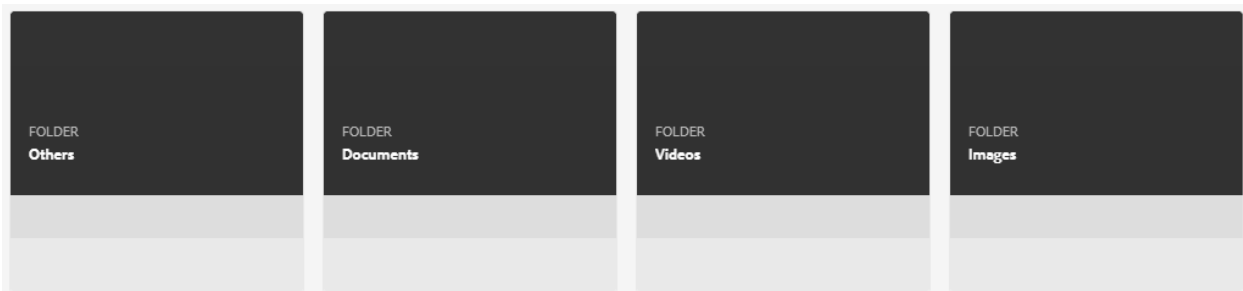 FOLDER
Others
FOLDER
Documents
FOLDER
Videos
FOLDER
Images